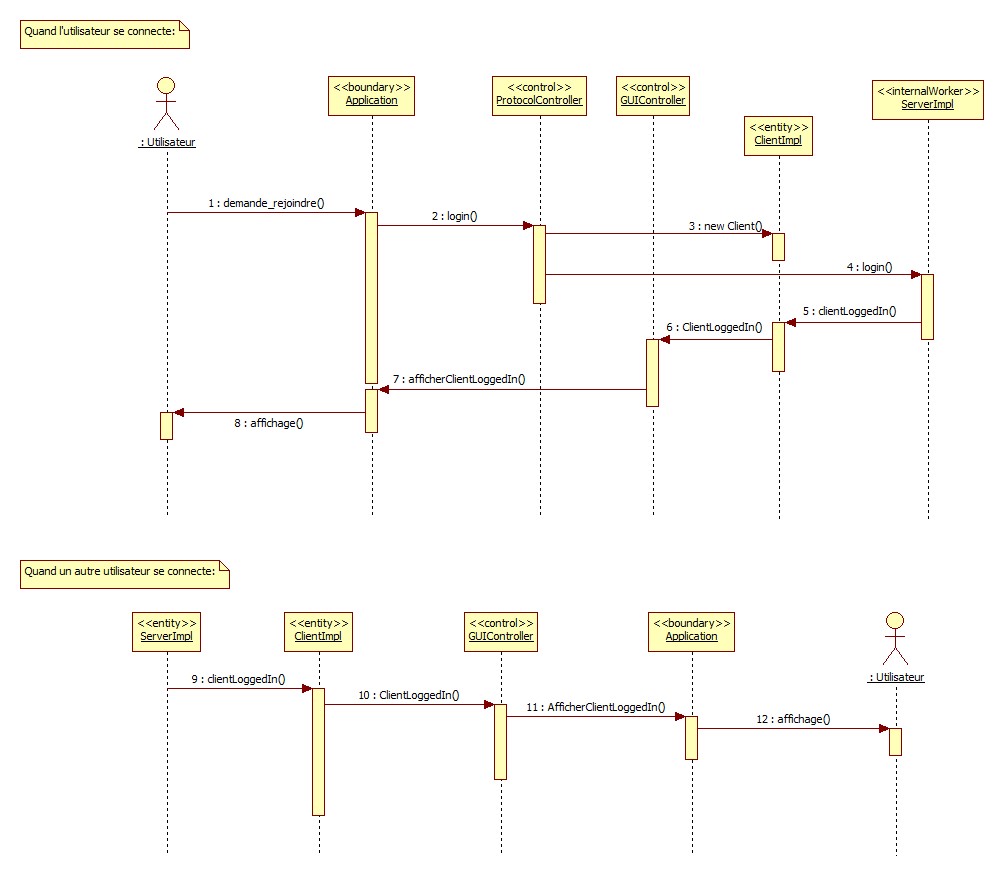 Quand l'utilisateur se connecte:
<<boundary>>
Application
<<control>>
ProtocolController
<<control>>
GUIController
<<internalWorker>>
ServerImpl
<<entity>>
ClientImpl
: Utilisateur
1 : demande_rejoindre()
2 : login()
3 : new Client()
4 : login()
5 : clientLoggedIn()
6 : ClientLoggedIn()
7 : afficherClientLoggedIn()
8 : affichage()
Quand un autre utilisateur se connecte:
<<entity>>
ServerImpl
<<entity>>
ClientImpl
<<control>>
GUIController
<<boundary>>
Application
: Utilisateur
9 : clientLoggedIn()
10 : ClientLoggedIn()
11 : AfficherClientLoggedIn()
12 : affichage()